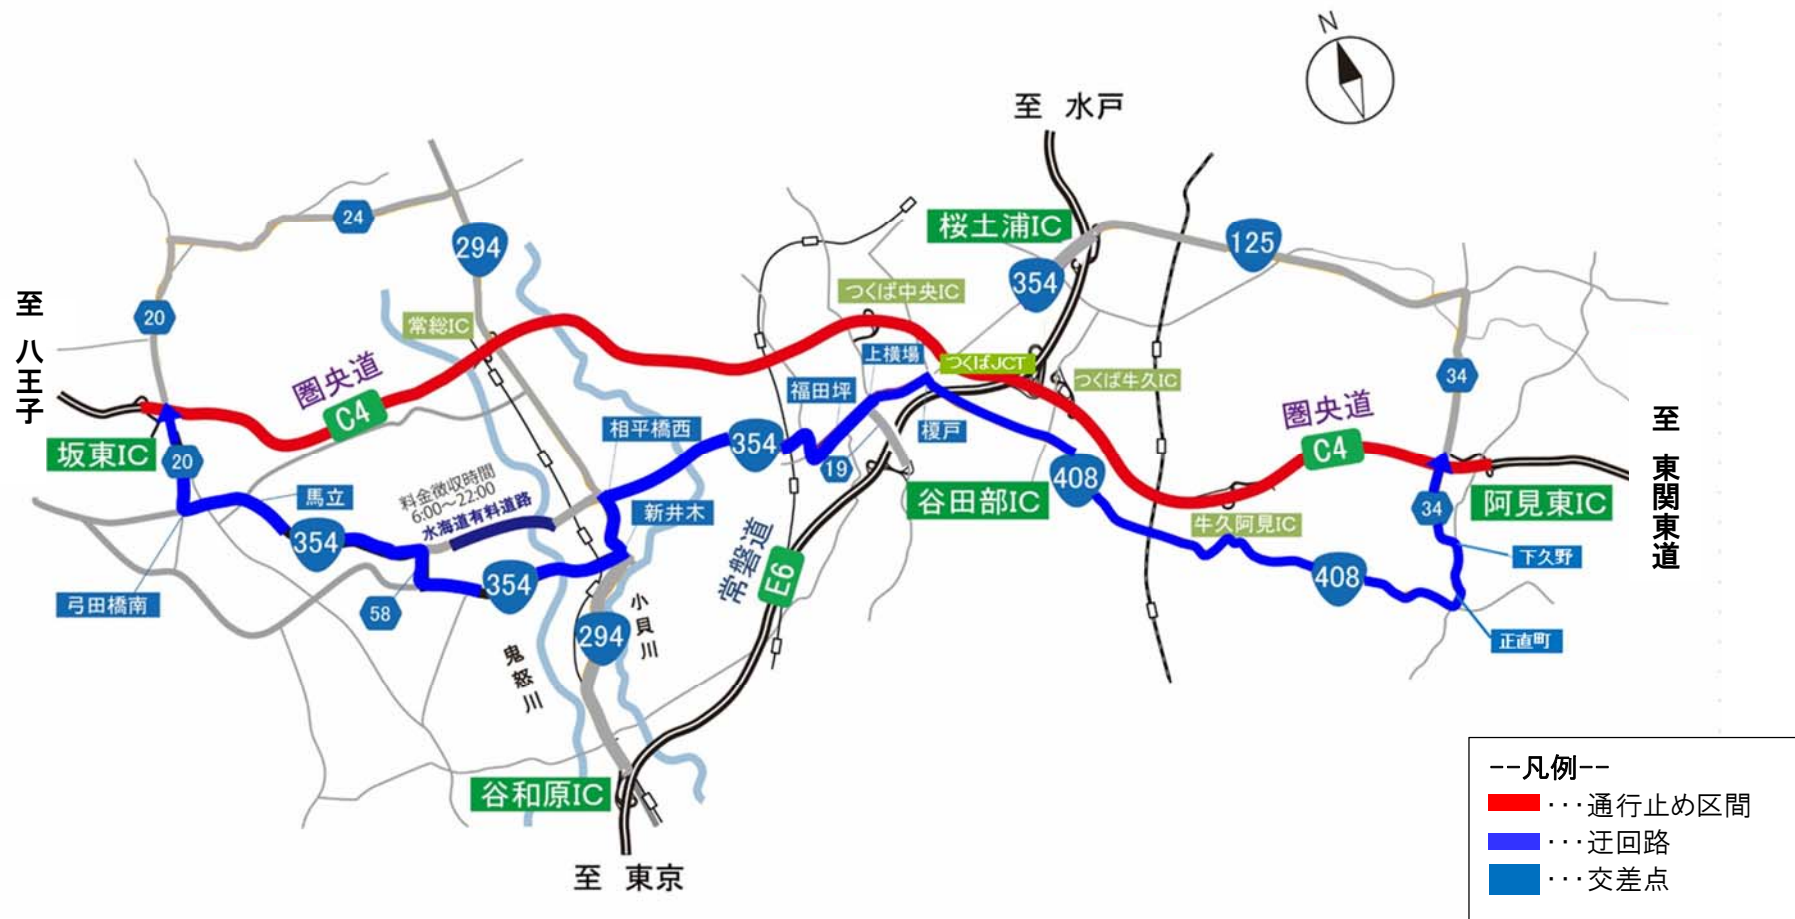 N
至 水戸
24
294
桜土浦IC
125
354
つくば中央IC
至 八王子
20
常総IC
上横場
つくばJCT
つくば牛久IC
34
圏央道
C4
福田坪
圏央道
C4
至 東関東道
相平橋西
榎戸
坂東IC
20
354
19
408
谷田部IC
阿見東IC
料金徴収時間
6:00~22:00
水海道有料道路
馬立
新井木
牛久阿見IC
34
354
常磐道
E6
下久野
354
408
弓田橋南
58
小貝川
294
正直町
鬼怒川
谷和原IC
至 東京
--凡例--
・・・通行止め区間
・・・迂回路
・・・交差点